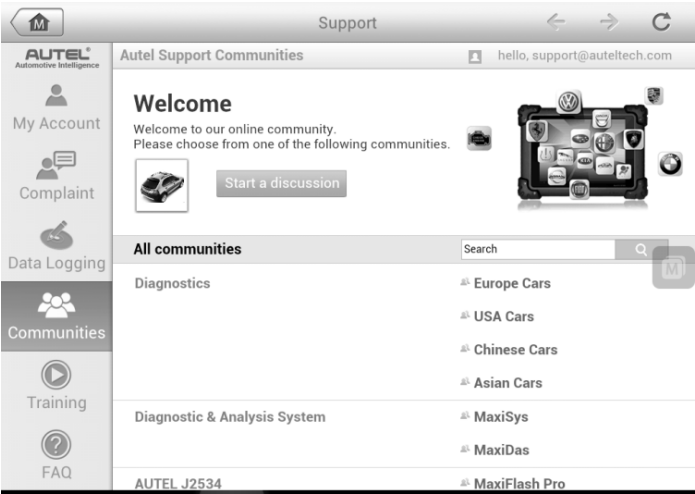 Support
AUTEL®
Automotive Intelligence
Autel Support Communities
hello, support@auteltech.com
My Account
Complaint
Data Logging
Communities
Training
FAQ
Welcome
Welcome to our online community.
Please choose from one of the following communities.
Start a discussion
All communities
Search
Diagnostics
Europe Cars
USA Cars
Chinese Cars
Asian Cars
Diagnostic & Analysis System
MaxiSys
MaxiDas
AUTEL J2534
MaxiFlash Pro